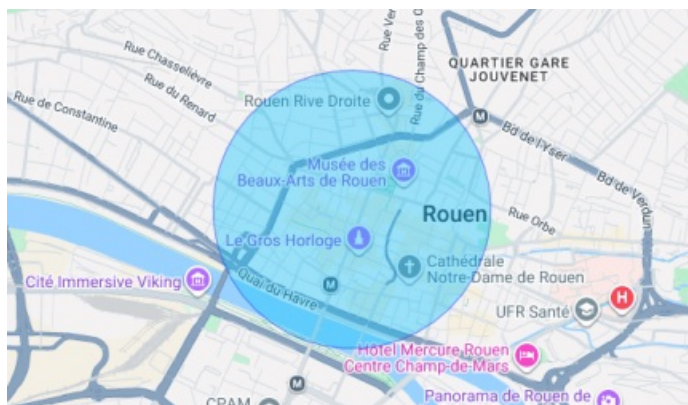 Rue Chasselièvre
Rue du Renard
Rue de Constantine
QUARTIER GARE
JOUVENET
Rouen Rive Droite
Rue du Champ des
M
Bd de l'Yser
Bd de Verdun
Musée des
Beaux-Arts de Rouen
Rouen
Rue Orbe
Le Gros Horloge
Cathédrale
Notre-Dame de Rouen
Cité Immersive Viking
Quai du Havre
M
H
UFR Santé
Hôtel Mercure Rouen
Centre Champ-de-Mars
M
CPAM
Panorama de Rouen de